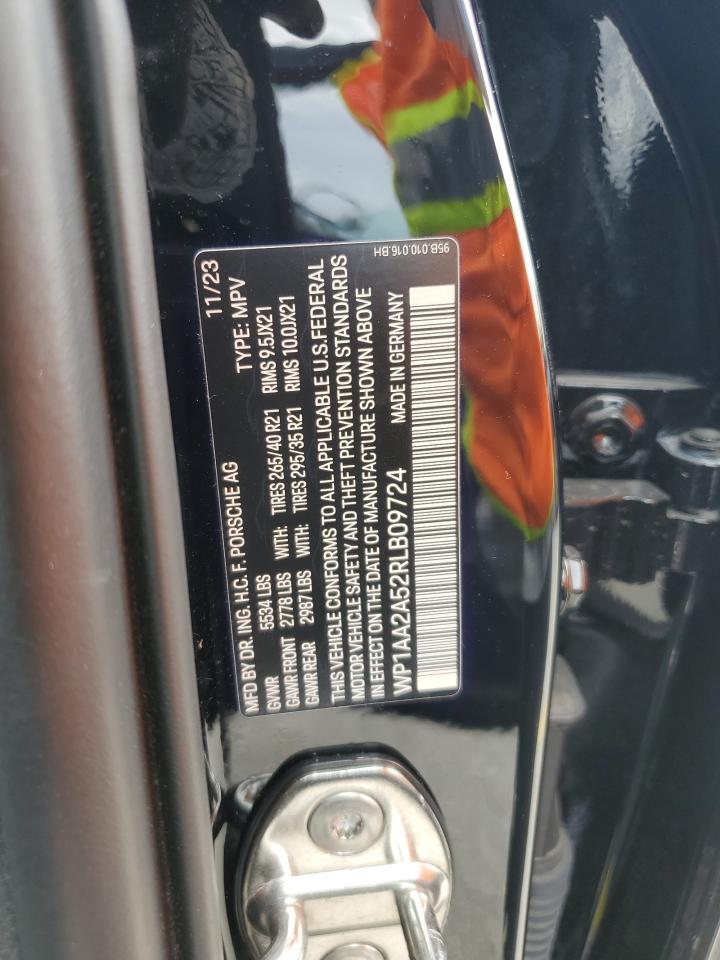 MFD BY DR. ING. H.C. F. PORSCHE AG 11/23
GVWR 5534 LBS TYPE: MPV
GAWR FRONT 2778 LBS WITH: TIRES 265/40 R21 RIMS 9.5JX21
GAWR REAR 2987 LBS WITH: TIRES 295/35 R21 RIMS 10.0JX21
THIS VEHICLE CONFORMS TO ALL APPLICABLE U.S.FEDERAL
MOTOR VEHICLE SAFETY AND THEFT PREVENTION STANDARDS
IN EFFECT ON THE DATE OF MANUFACTURE SHOWN ABOVE
WP1AA2A52RLB09724 MADE IN GERMANY
95B.010.016.BH